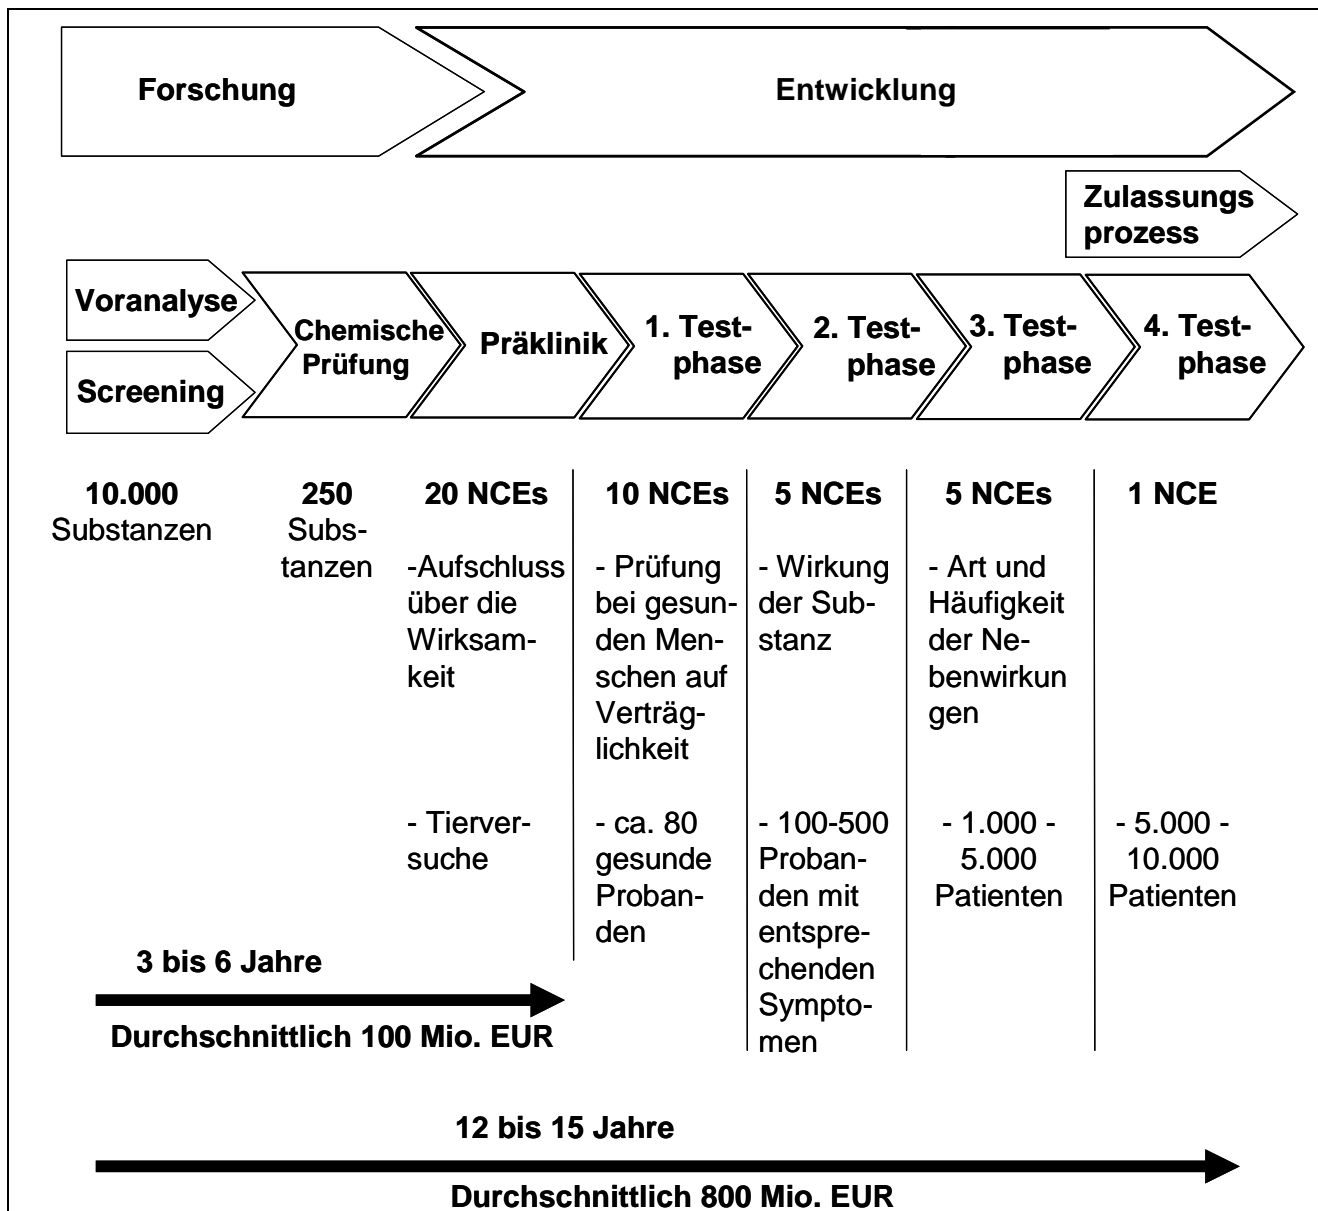 Forschung
Entwicklung
Zulassungs
prozess
Voranalyse
Screening
Chemische
Prüfung
Präklinik
1. Test-
phase
2. Test-
phase
3. Test-
phase
4. Test-
phase
10.000
Substanzen
250
Subs-
tanzen
20 NCEs
-Aufschluss
über die
Wirksam-
keit
- Tierver-
suche
10 NCEs
- Prüfung
bei gesun-
den Men-
schen auf
Verträg-
lichkeit
- ca. 80
gesunde
Proban-
den
5 NCEs
- Wirkung
der Sub-
stanz
- 100-500
Proban-
den mit
entspre-
chenden
Sympto-
men
5 NCEs
- Art und
Häufigkeit
der Ne-
benwirkun
gen
- 1.000 -
5.000
Patienten
1 NCE
- 5.000 -
10.000
Patienten
3 bis 6 Jahre
Durchschnittlich 100 Mio. EUR
12 bis 15 Jahre
Durchschnittlich 800 Mio. EUR